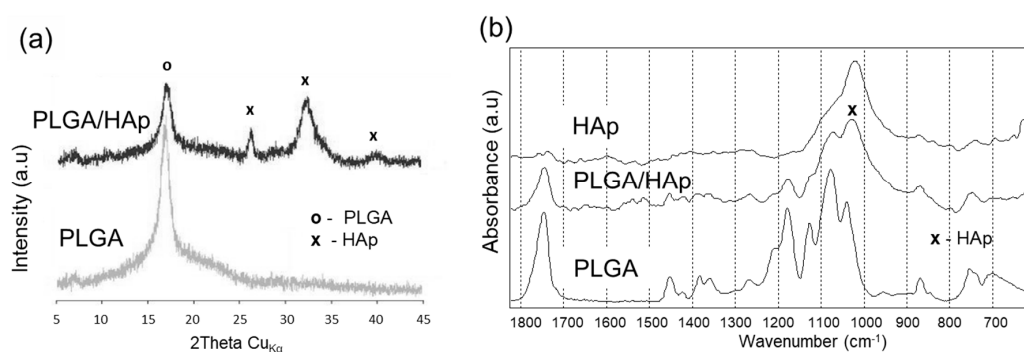 (a)
Intensity (a.u)
o
x
x
x
PLGA/HAp
PLGA
o - PLGA
x - HAp
5 10 15 20 25 30 35 40 45
2Theta CuKα
(b)
Absorbance (a.u)
HAp
x
PLGA/HAp
PLGA
x - HAp
1800 1700 1600 1500 1400 1300 1200 1100 1000 900 800 700
Wavenumber (cm-1)